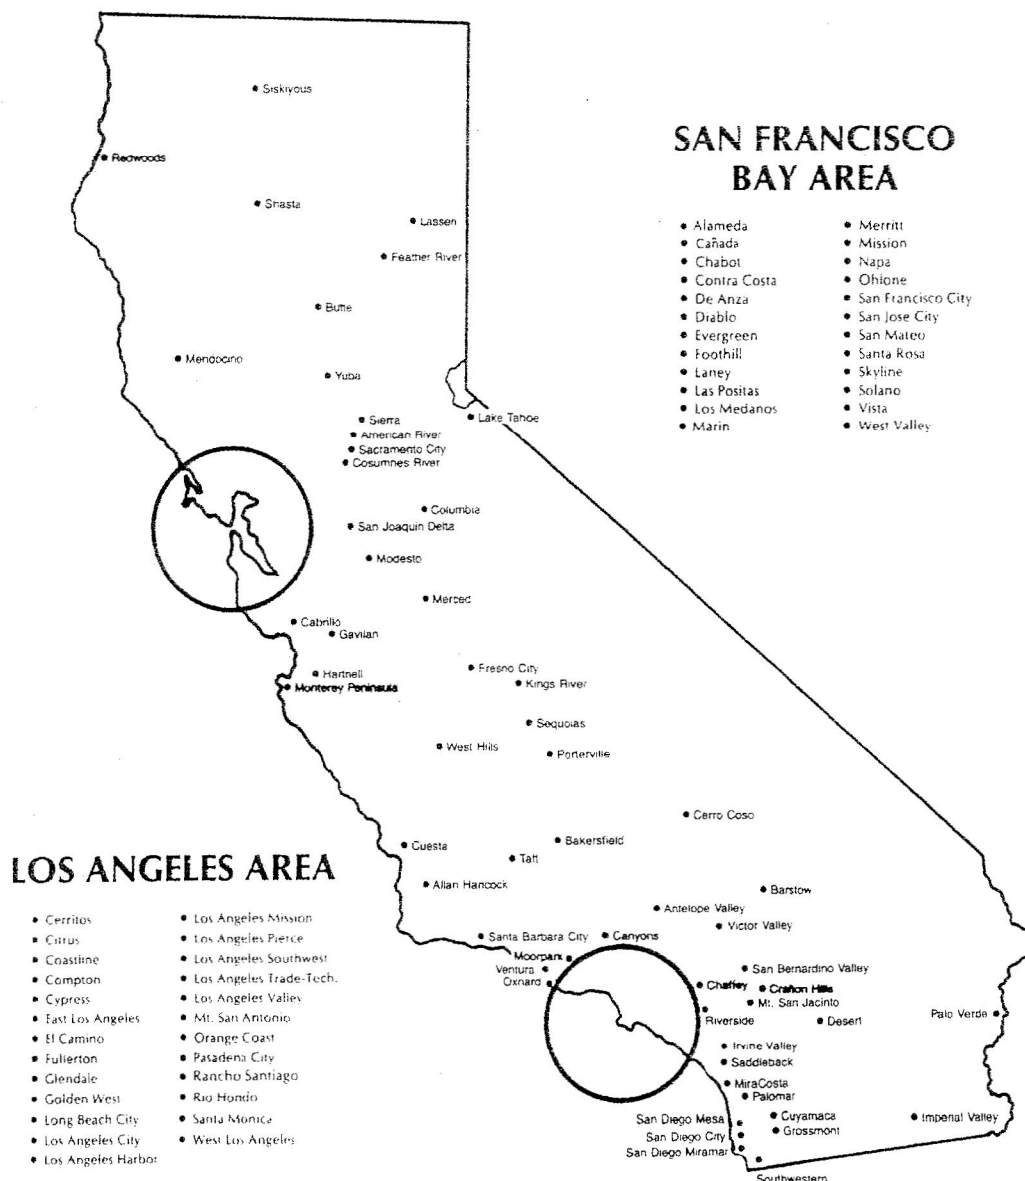 Siskiyous
SAN FRANCISCO
BAY AREA
Redwoods
Shasta
Lassen
Feather River
Butte
Mendocino
Yuba
Sierra
Lake Tahoe
American River
Sacramento City
Cosumnes River
Columbia
San Joaquin Delta
Modesto
Merced
Cabrillo
Gavilan
Hartnell
Monterey Peninsula
Fresno City
Kings River
Sequoias
West Hills
Porterville
Cerro Coso
Bakersfield
Cuesta
Taft
Allan Hancock
Barstow
Antelope Valley
Victor Valley
Santa Barbara City
Canyons
Moorpark
Ventura
Oxnard
San Bernardino Valley
Chaffey
Crafton Hills
Mt. San Jacinto
Riverside
Desert
Palo Verde
Irvine Valley
Saddleback
MiraCosta
Palomar
San Diego Mesa
Cuyamaca
Imperial Valley
San Diego City
Grossmont
San Diego Miramar
Southwestern
Alameda
Cañada
Chabot
Contra Costa
De Anza
Diablo
Evergreen
Foothill
Laney
Las Positas
Los Medanos
Marin
Merritt
Mission
Napa
Ohlone
San Francisco City
San Jose City
San Mateo
Santa Rosa
Skyline
Solano
Vista
West Valley
LOS ANGELES AREA
Cerritos
Citrus
Coastline
Compton
Cypress
East Los Angeles
El Camino
Fullerton
Glendale
Golden West
Long Beach City
Los Angeles City
Los Angeles Harbor
Los Angeles Mission
Los Angeles Pierce
Los Angeles Southwest
Los Angeles Trade-Tech.
Los Angeles Valley
Mt. San Antonio
Orange Coast
Pasadena City
Rancho Santiago
Rio Hondo
Santa Monica
West Los Angeles